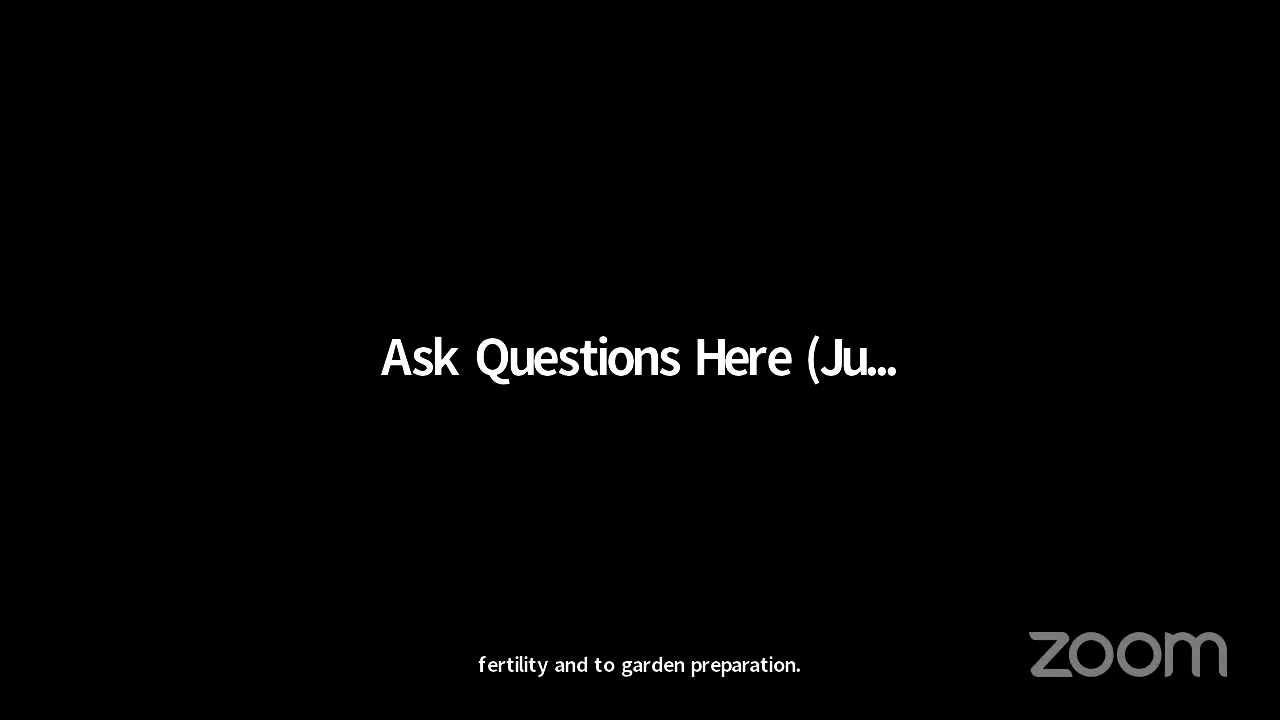 Ask Questions Here (Ju...
fertility and to garden preparation.
zoom